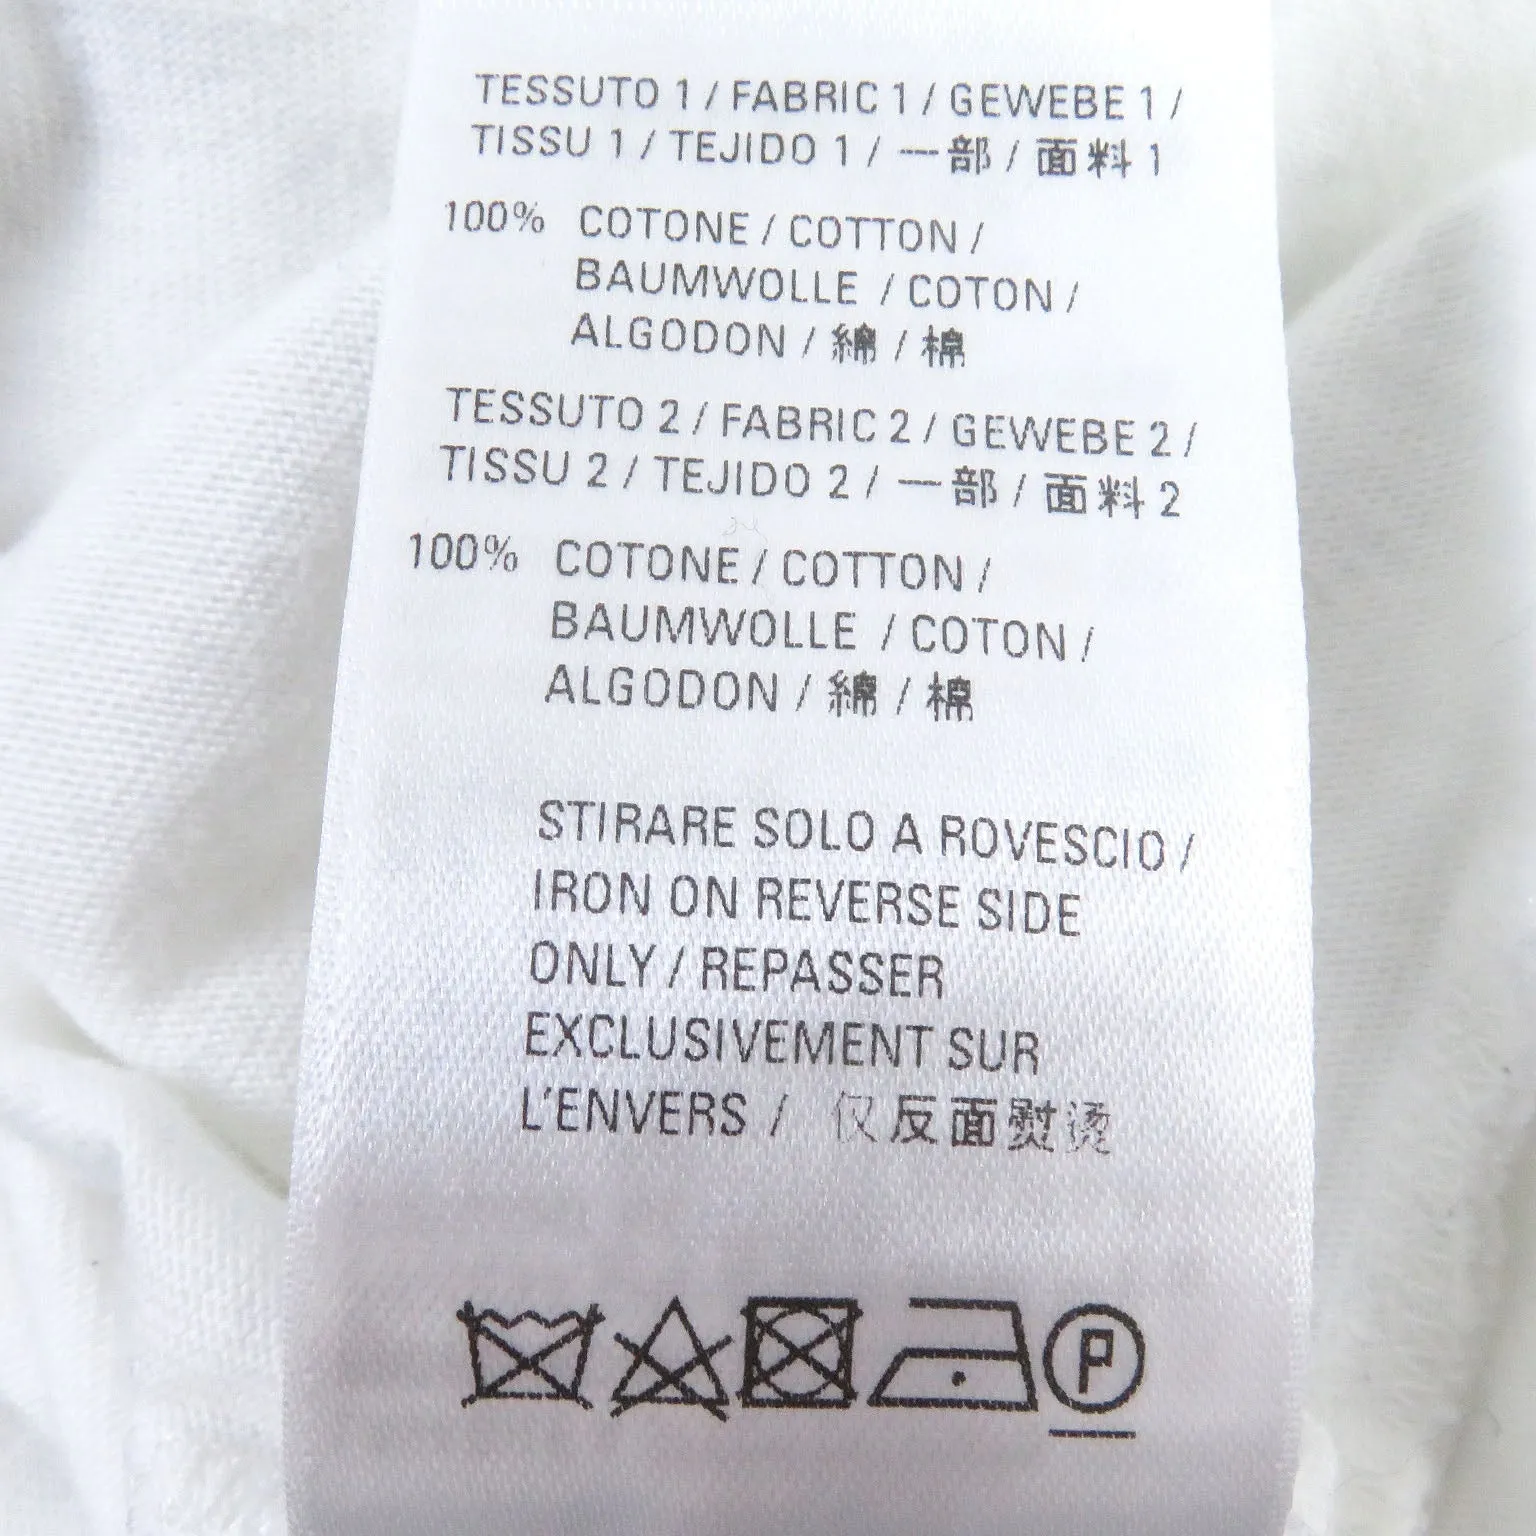 TESSUTO 1 / FABRIC 1 / GEWEBE 1 /
TISSU 1 / TEJIDO 1 / 一部 / 面料 1
100% COTONE / COTTON /
BAUMWOLLE / COTON /
ALGODON / 綿 / 棉
TESSUTO 2 / FABRIC 2 / GEWEBE 2 /
TISSU 2 / TEJIDO 2 / 一部 / 面料 2
100% COTONE / COTTON /
BAUMWOLLE / COTON /
ALGODON / 綿 / 棉
STIRARE SOLO A ROVESCIO /
IRON ON REVERSE SIDE
ONLY / REPASSER
EXCLUSIVEMENT SUR
L'ENVERS / 仅反面熨烫
P